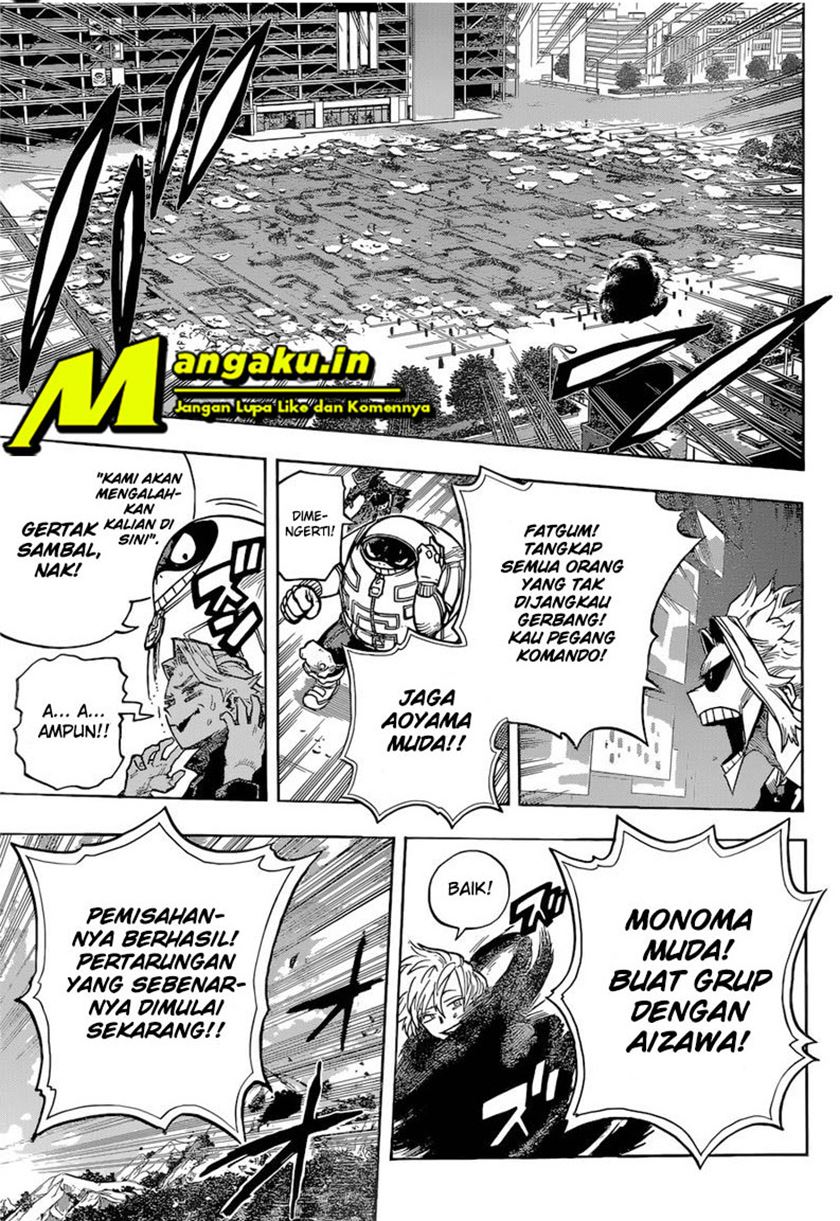 Mangaku.in
Jangan Lupa Like dan Komennya
FATGUM!
TANGKAP
SEMUA ORANG
YANG TAK
DIJANGKAU
GERBANG!
KAU PEGANG
KOMANDO!
JAGA
AOYAMA
MUDA!!
DIME-
NGERTI!
"KAMI AKAN
MENGALAH-
KAN
KALIAN DI
SINI".
GERTAK
SAMBAL,
NAK!
A... A...
AMPUN!!
MONOMA
MUDA!
BUAT GRUP
DENGAN
AIZAWA!
BAIK!
PEMISAHAN-
NYA BERHASIL!
PERTARUNGAN
YANG SEBENAR-
NYA DIMULAI
SEKARANG!!